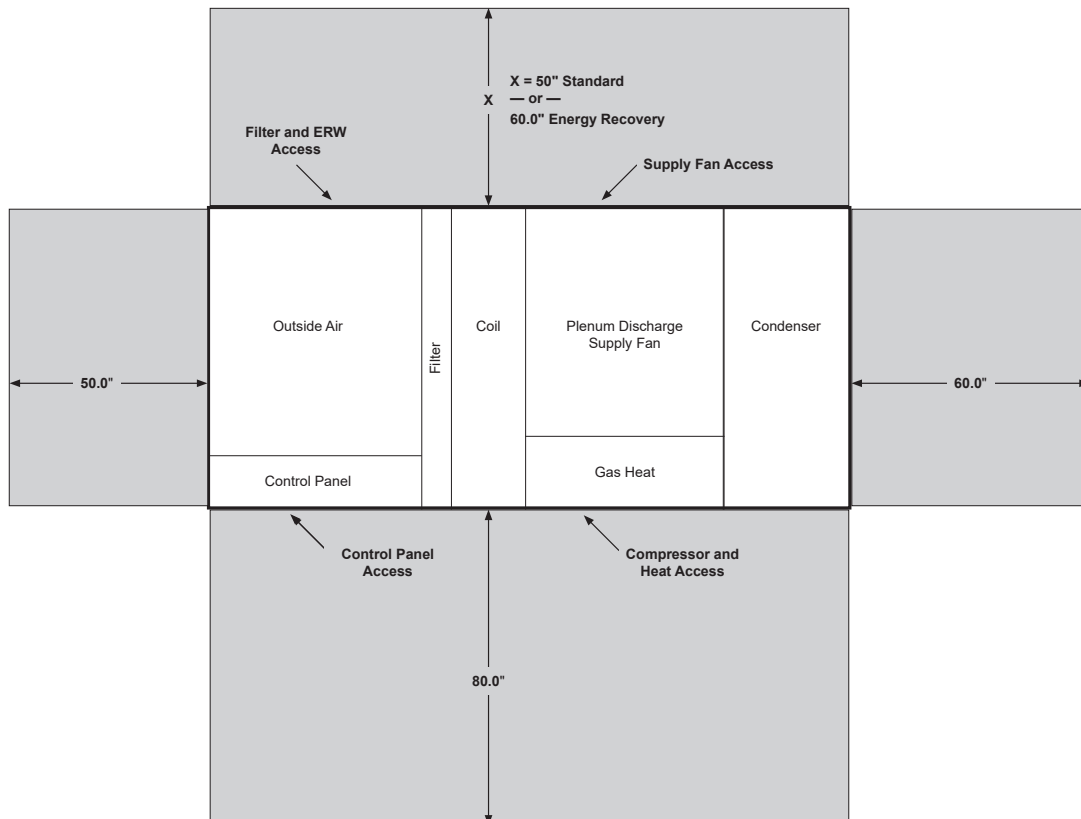 X = 50" Standard
X
— or —
60.0" Energy Recovery
Filter and ERW
Access
Supply Fan Access
Outside Air
Filter
Coil
Plenum Discharge
Supply Fan
Condenser
50.0"
60.0"
Control Panel
Gas Heat
Control Panel
Access
Compressor and
Heat Access
80.0"